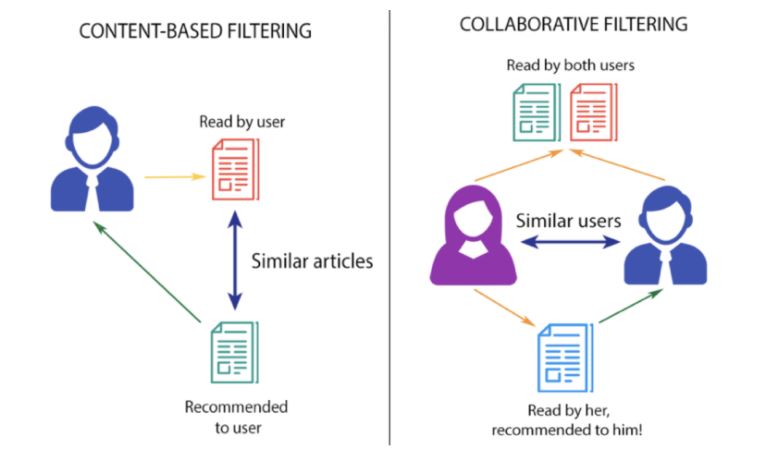 CONTENT-BASED FILTERING
Read by user
Similar articles
Recommended
to user
COLLABORATIVE FILTERING
Read by both users
Similar users
Read by her,
recommended to him!